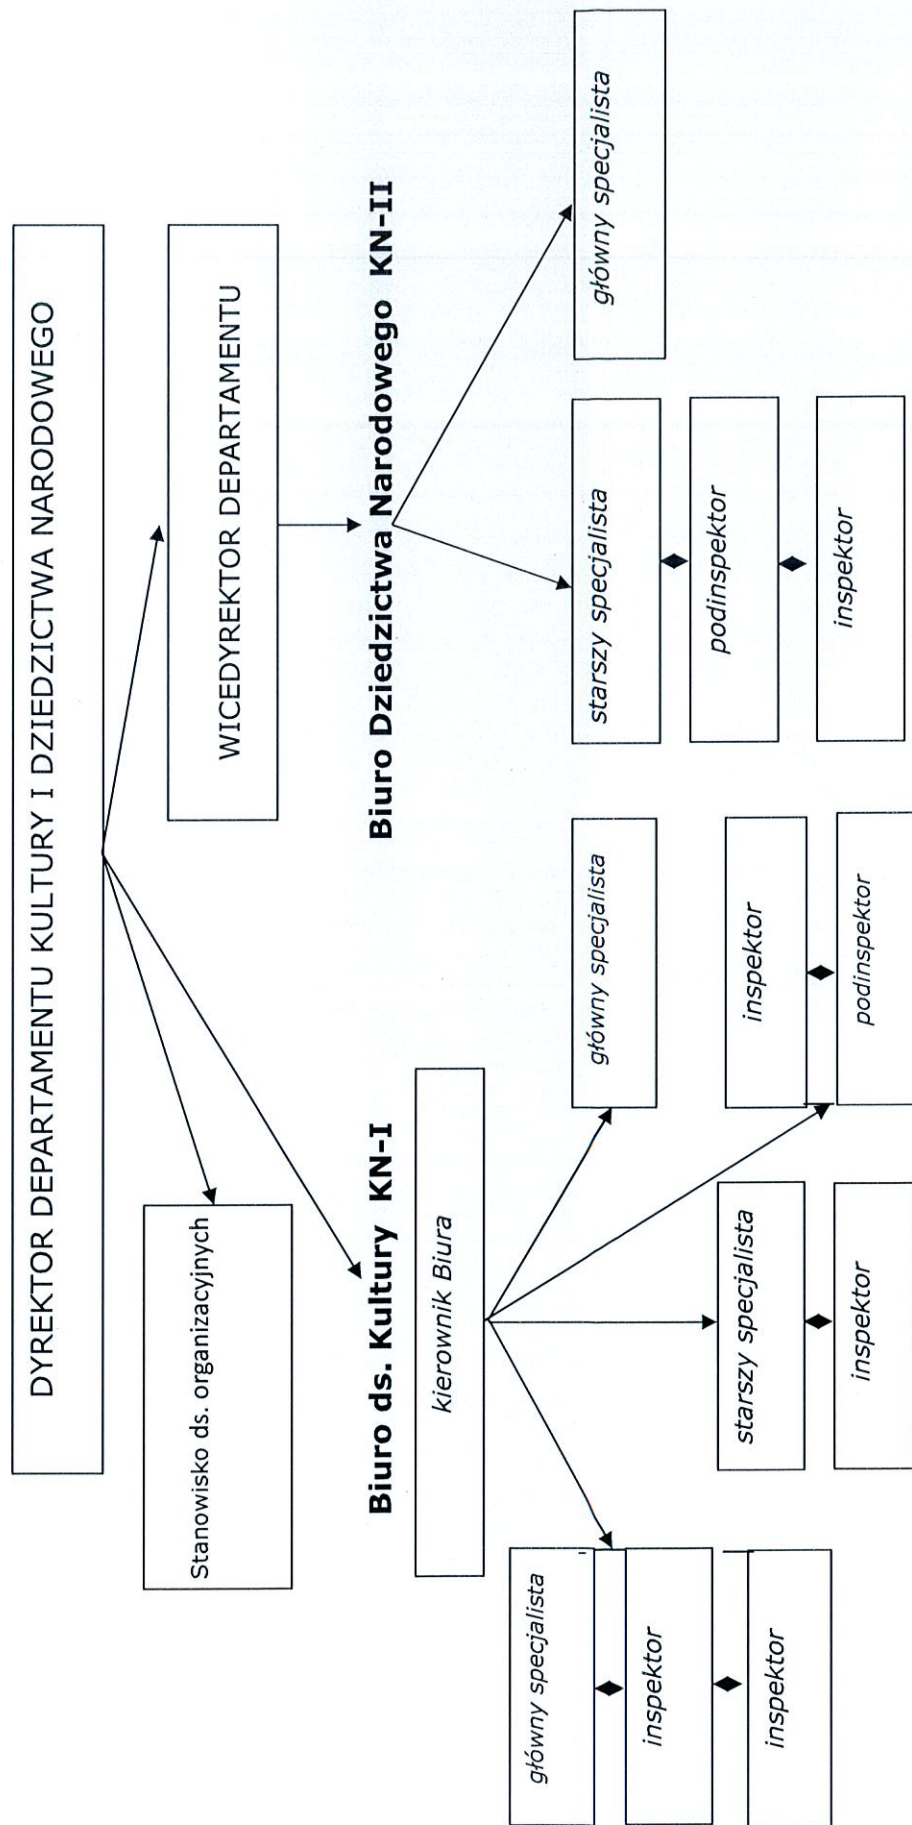 DYREKTOR DEPARTAMENTU KULTURY I DZIEDZICTWA NARODOWEGO
Stanowisko ds. organizacyjnych
WICEDYREKTOR DEPARTAMENTU
Biuro ds. Kultury KN-I
Biuro Dziedzictwa Narodowego KN-II
kierownik Biura
główny specjalista
inspektor
inspektor
starszy specjalista
inspektor
główny specjalista
inspektor
podinspektor
starszy specjalista
podinspektor
inspektor
główny specjalista